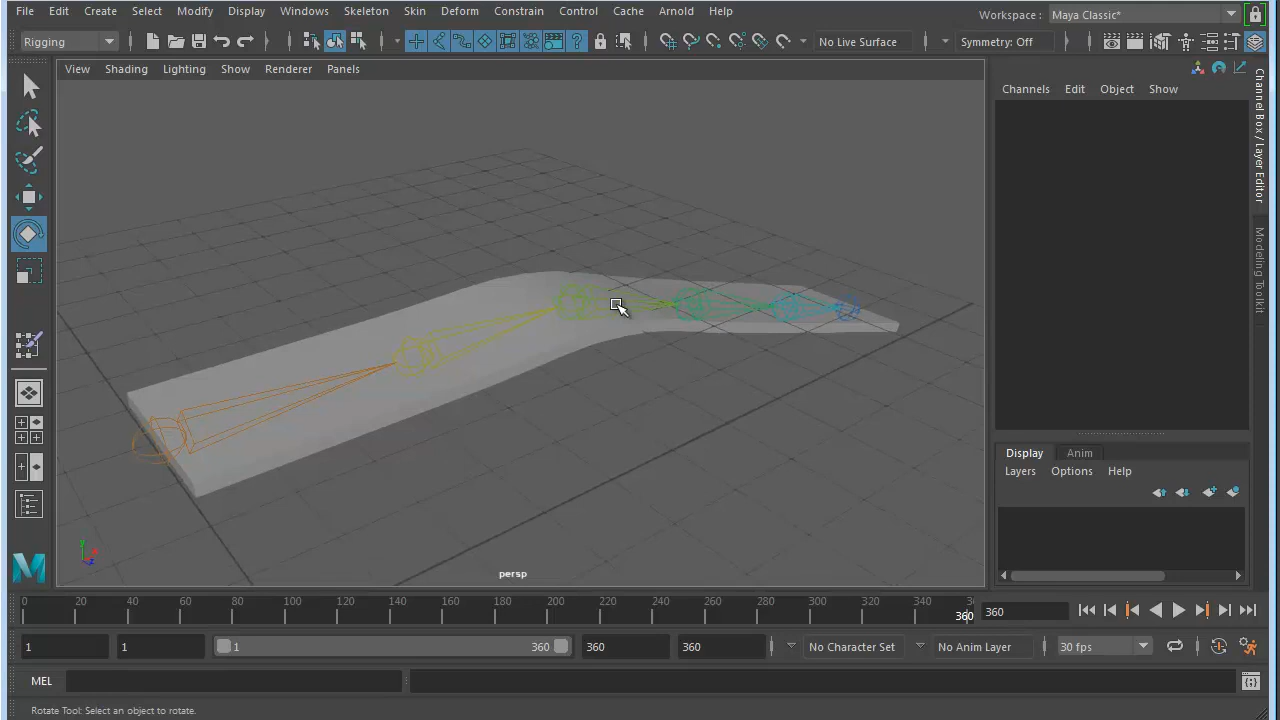 File Edit Create Select Modify Display Windows Skeleton Skin Deform Constrain Control Cache Arnold Help
Workspace : Maya Classic*
Rigging No Live Surface Symmetry: Off
View Shading Lighting Show Renderer Panels
Channels Edit Object Show
Channel Box / Layer Editor
Modeling Toolkit
Display Anim
Layers Options Help
persp
0 20 40 60 80 100 120 140 160 180 200 220 240 260 280 300 320 340
360 360
1 1 1 360 360 360 No Character Set No Anim Layer 30 fps
MEL
Rotate Tool: Select an object to rotate.